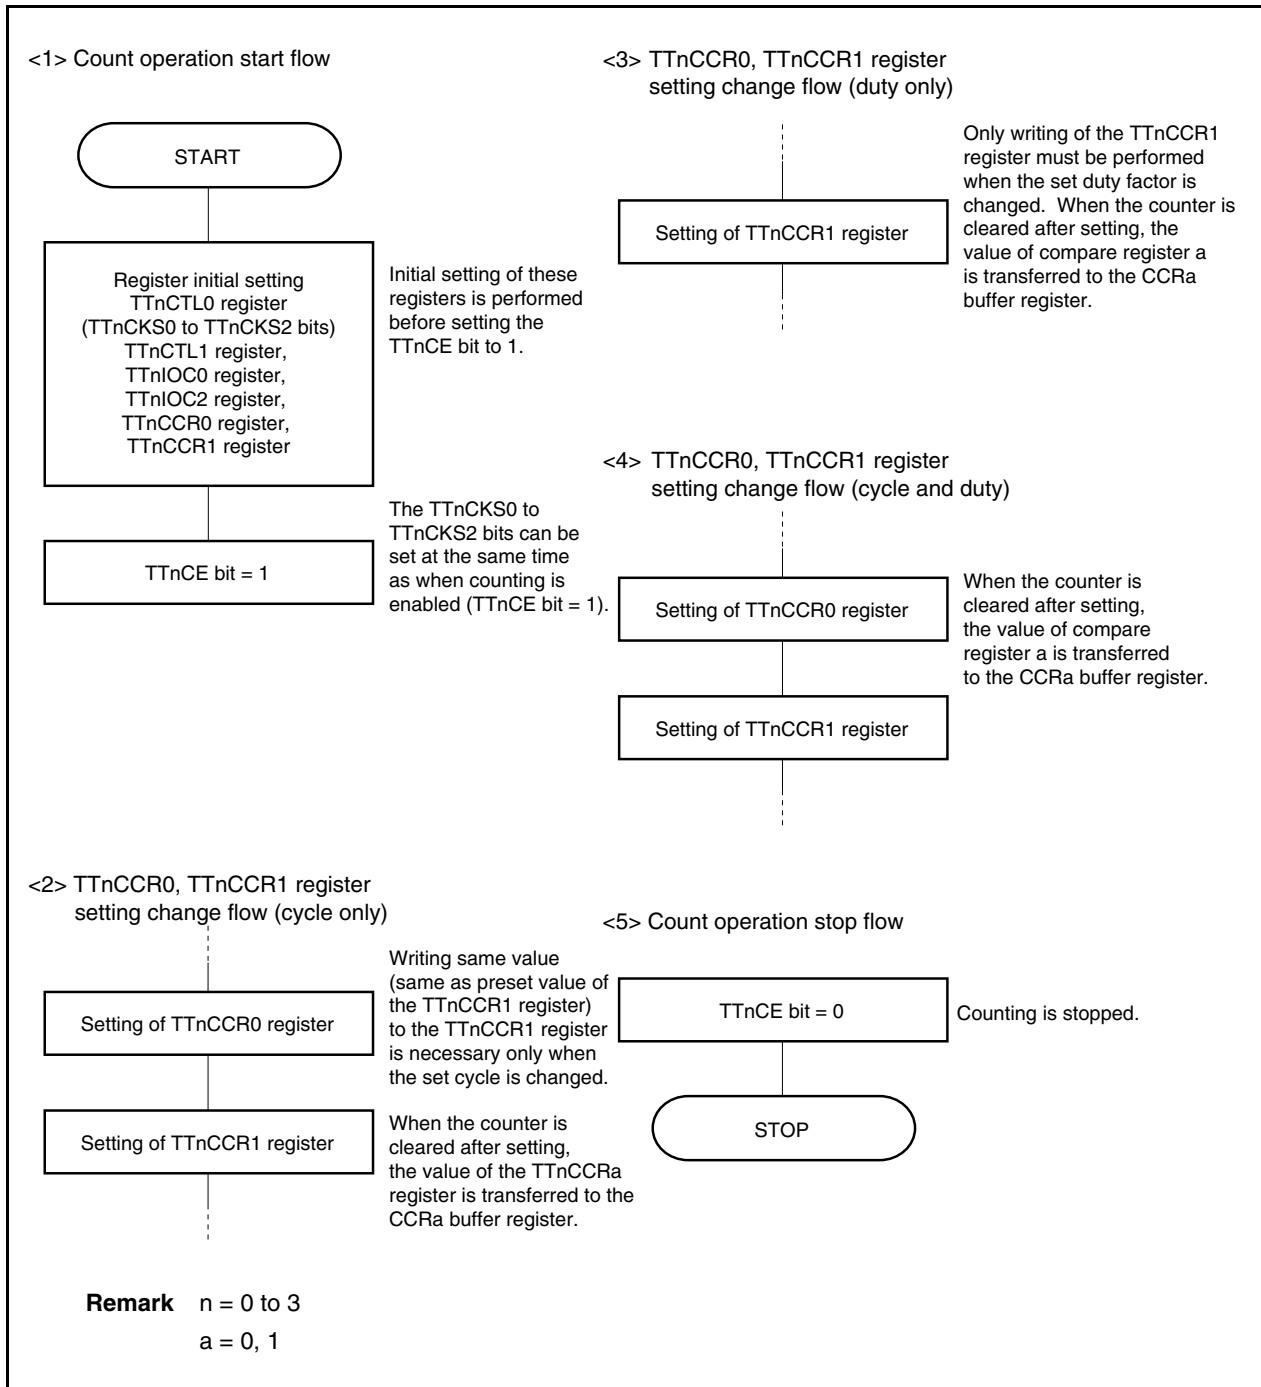 <1> Count operation start flow
START
Register initial setting
TTnCTL0 register
(TTnCKS0 to TTnCKS2 bits)
TTnCTL1 register,
TTnIOC0 register,
TTnIOC2 register,
TTnCCR0 register,
TTnCCR1 register
Initial setting of these
registers is performed
before setting the
TTnCE bit to 1.
TTnCE bit = 1
The TTnCKS0 to
TTnCKS2 bits can be
set at the same time
as when counting is
enabled (TTnCE bit = 1).
<2> TTnCCR0, TTnCCR1 register
setting change flow (cycle only)
Setting of TTnCCR0 register
Writing same value
(same as preset value of
the TTnCCR1 register)
to the TTnCCR1 register
is necessary only when
the set cycle is changed.
Setting of TTnCCR1 register
When the counter is
cleared after setting,
the value of the TTnCCRa
register is transferred to the
CCRa buffer register.
<3> TTnCCR0, TTnCCR1 register
setting change flow (duty only)
Setting of TTnCCR1 register
Only writing of the TTnCCR1
register must be performed
when the set duty factor is
changed. When the counter is
cleared after setting, the
value of compare register a
is transferred to the CCRa
buffer register.
<4> TTnCCR0, TTnCCR1 register
setting change flow (cycle and duty)
Setting of TTnCCR0 register
When the counter is
cleared after setting,
the value of compare
register a is transferred
to the CCRa buffer register.
Setting of TTnCCR1 register
<5> Count operation stop flow
TTnCE bit = 0
Counting is stopped.
STOP
Remark n = 0 to 3
a = 0, 1